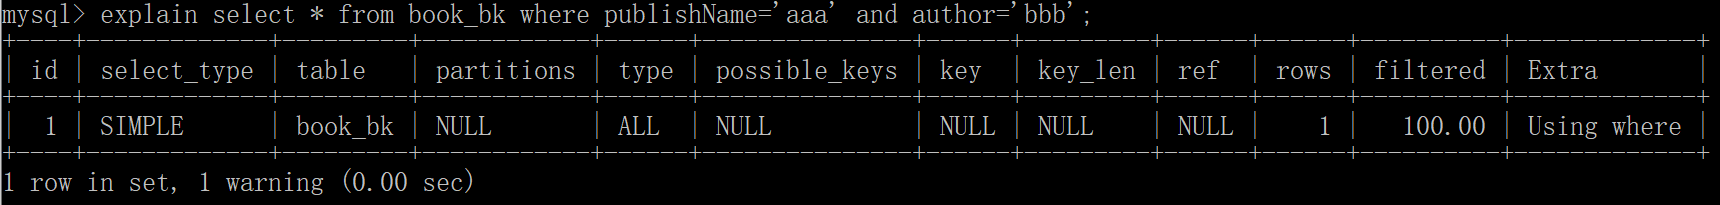 mysql> explain select * from book_bk where publishName='aaa' and author='bbb';
+----+-------------+---------+------------+------+---------------+------+---------+------+------+----------+-------------+
| id | select_type | table   | partitions | type | possible_keys | key  | key_len | ref  | rows | filtered | Extra       |
+----+-------------+---------+------------+------+---------------+------+---------+------+------+----------+-------------+
|  1 | SIMPLE      | book_bk | NULL       | ALL  | NULL          | NULL | NULL    | NULL |    1 |   100.00 | Using where |
+----+-------------+---------+------------+------+---------------+------+---------+------+------+----------+-------------+
1 row in set, 1 warning (0.00 sec)